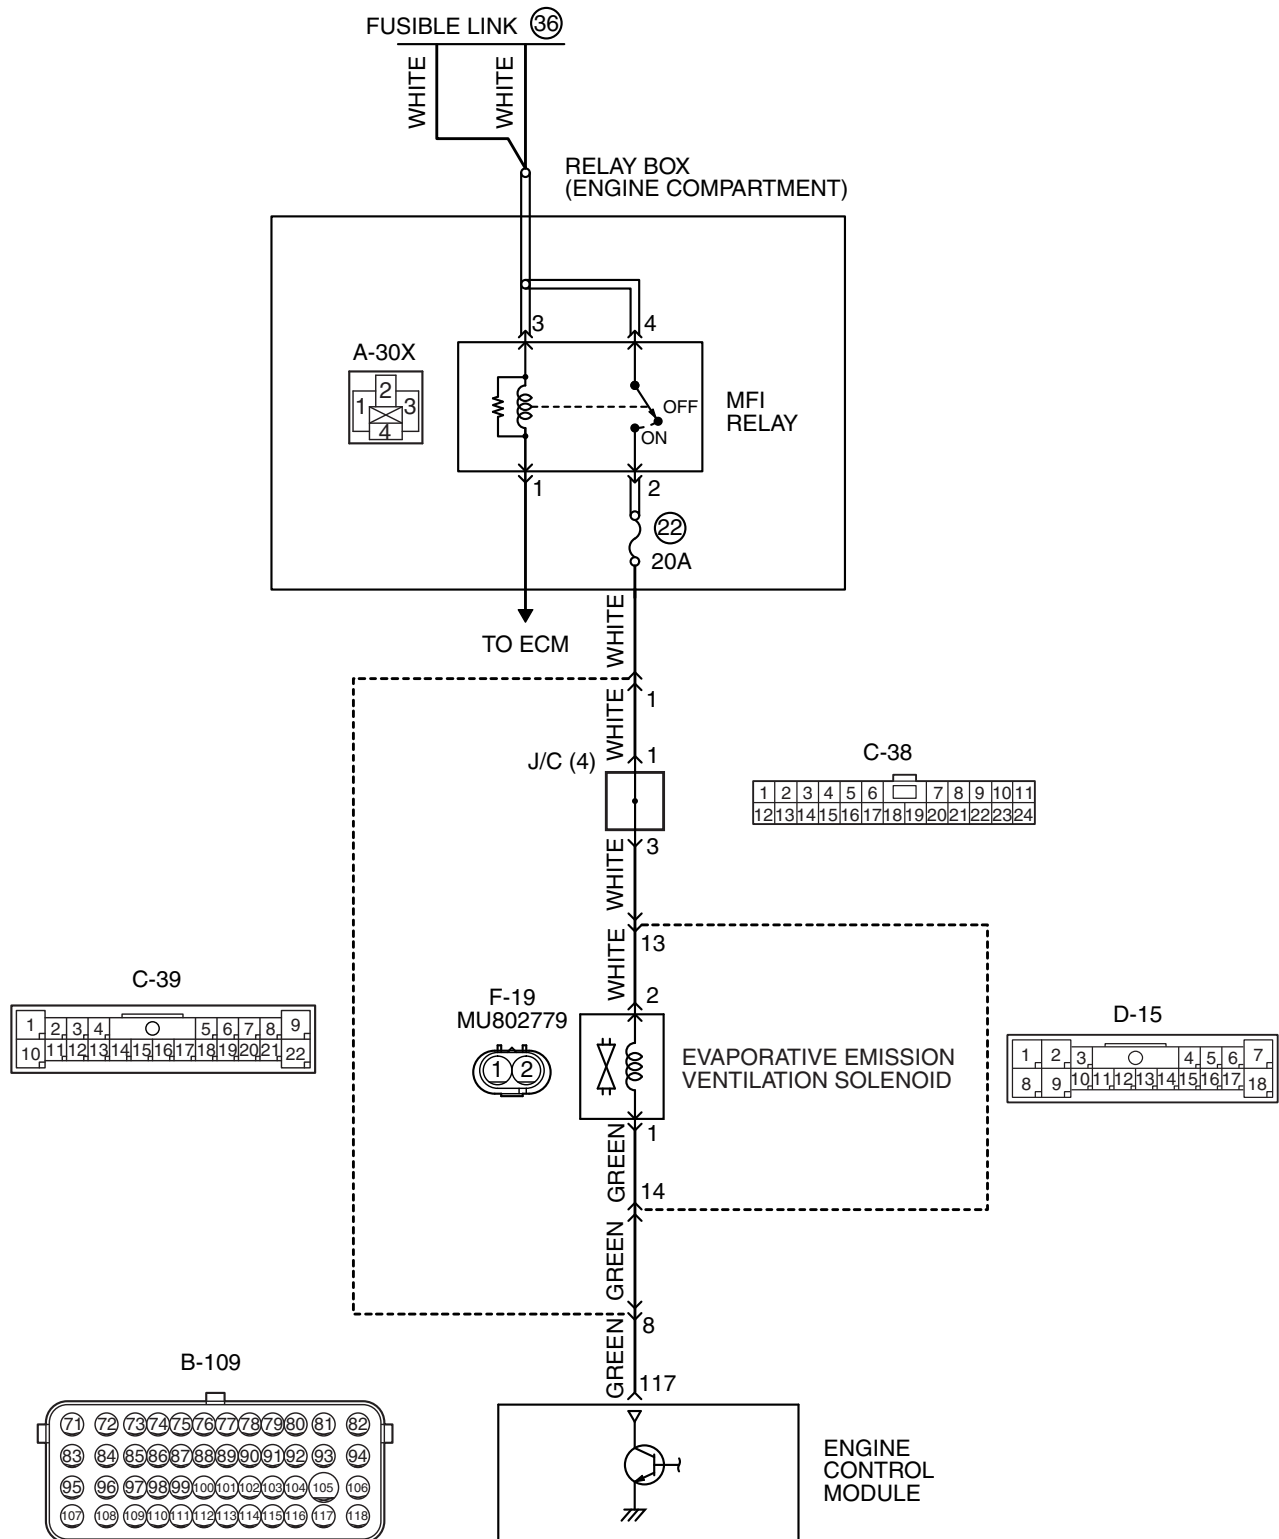 FUSIBLE LINK 36
WHITE
WHITE
RELAY BOX
(ENGINE COMPARTMENT)
3
4
A-30X
2
1
3
4
OFF
ON
MFI
RELAY
1
2
22
20A
TO ECM
WHITE
1
WHITE
J/C (4)
1
C-38
1 2 3 4 5 6 7 8 9 10 11
12 13 14 15 16 17 18 19 20 21 22 23 24
3
WHITE
13
WHITE
C-39
1 2 3 4 5 6 7 8 9
10 11 12 13 14 15 16 17 18 19 20 21 22
F-19
MU802779
1 2
2
EVAPORATIVE EMISSION
VENTILATION SOLENOID
D-15
1 2 3 4 5 6 7
8 9 10 11 12 13 14 15 16 17 18
1
GREEN
14
GREEN
8
GREEN
117
B-109
71 72 73 74 75 76 77 78 79 80 81 82
83 84 85 86 87 88 89 90 91 92 93 94
95 96 97 98 99 100 101 102 103 104 105 106
107 108 109 110 111 112 113 114 115 116 117 118
ENGINE
CONTROL
MODULE